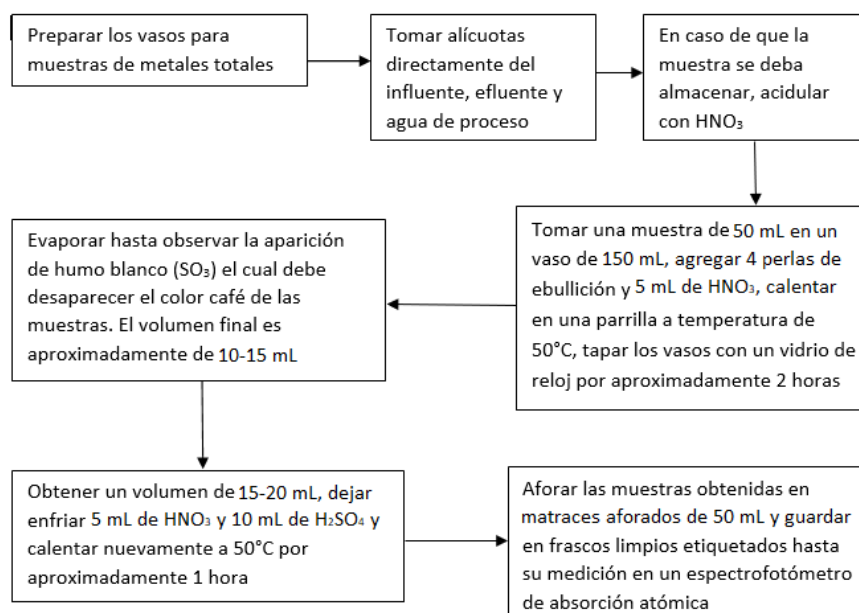 Preparar los vasos para
muestras de metales totales
Tomar alícuotas
directamente del
influente, efluente y
agua de proceso
En caso de que la
muestra se deba
almacenar, acidular
con HNO₃
Tomar una muestra de 50 mL en un
vaso de 150 mL, agregar 4 perlas de
ebullición y 5 mL de HNO₃, calentar
en una parrilla a temperatura de
50°C, tapar los vasos con un vidrio de
reloj por aproximadamente 2 horas
Evaporar hasta observar la aparición
de humo blanco (SO₃) el cual debe
desaparecer el color café de las
muestras. El volumen final es
aproximadamente de 10-15 mL
Obtener un volumen de 15-20 mL, dejar
enfriar 5 mL de HNO₃ y 10 mL de H₂SO₄ y
calentar nuevamente a 50°C por
aproximadamente 1 hora
Aforar las muestras obtenidas en
matraces aforados de 50 mL y guardar
en frascos limpios etiquetados hasta
su medición en un espectrofotómetro
de absorción atómica